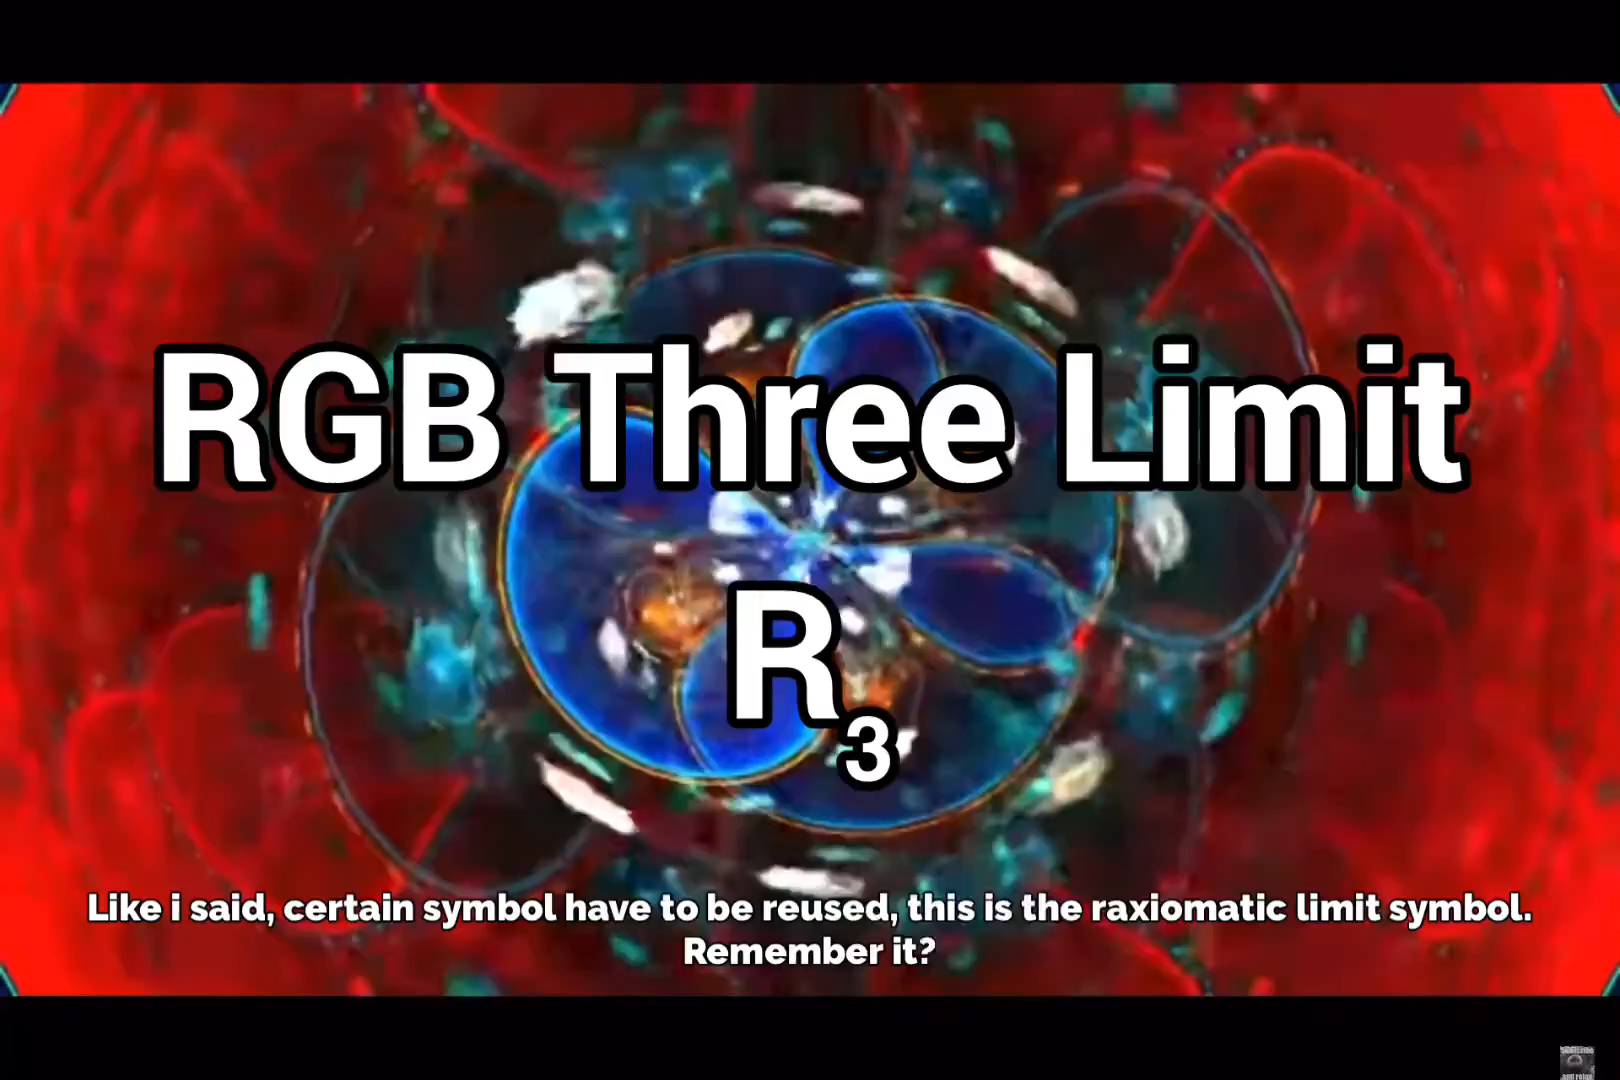 RGB Three Limit
R₃
Like i said, certain symbol have to be reused, this is the raxiomatic limit symbol.
Remember it?